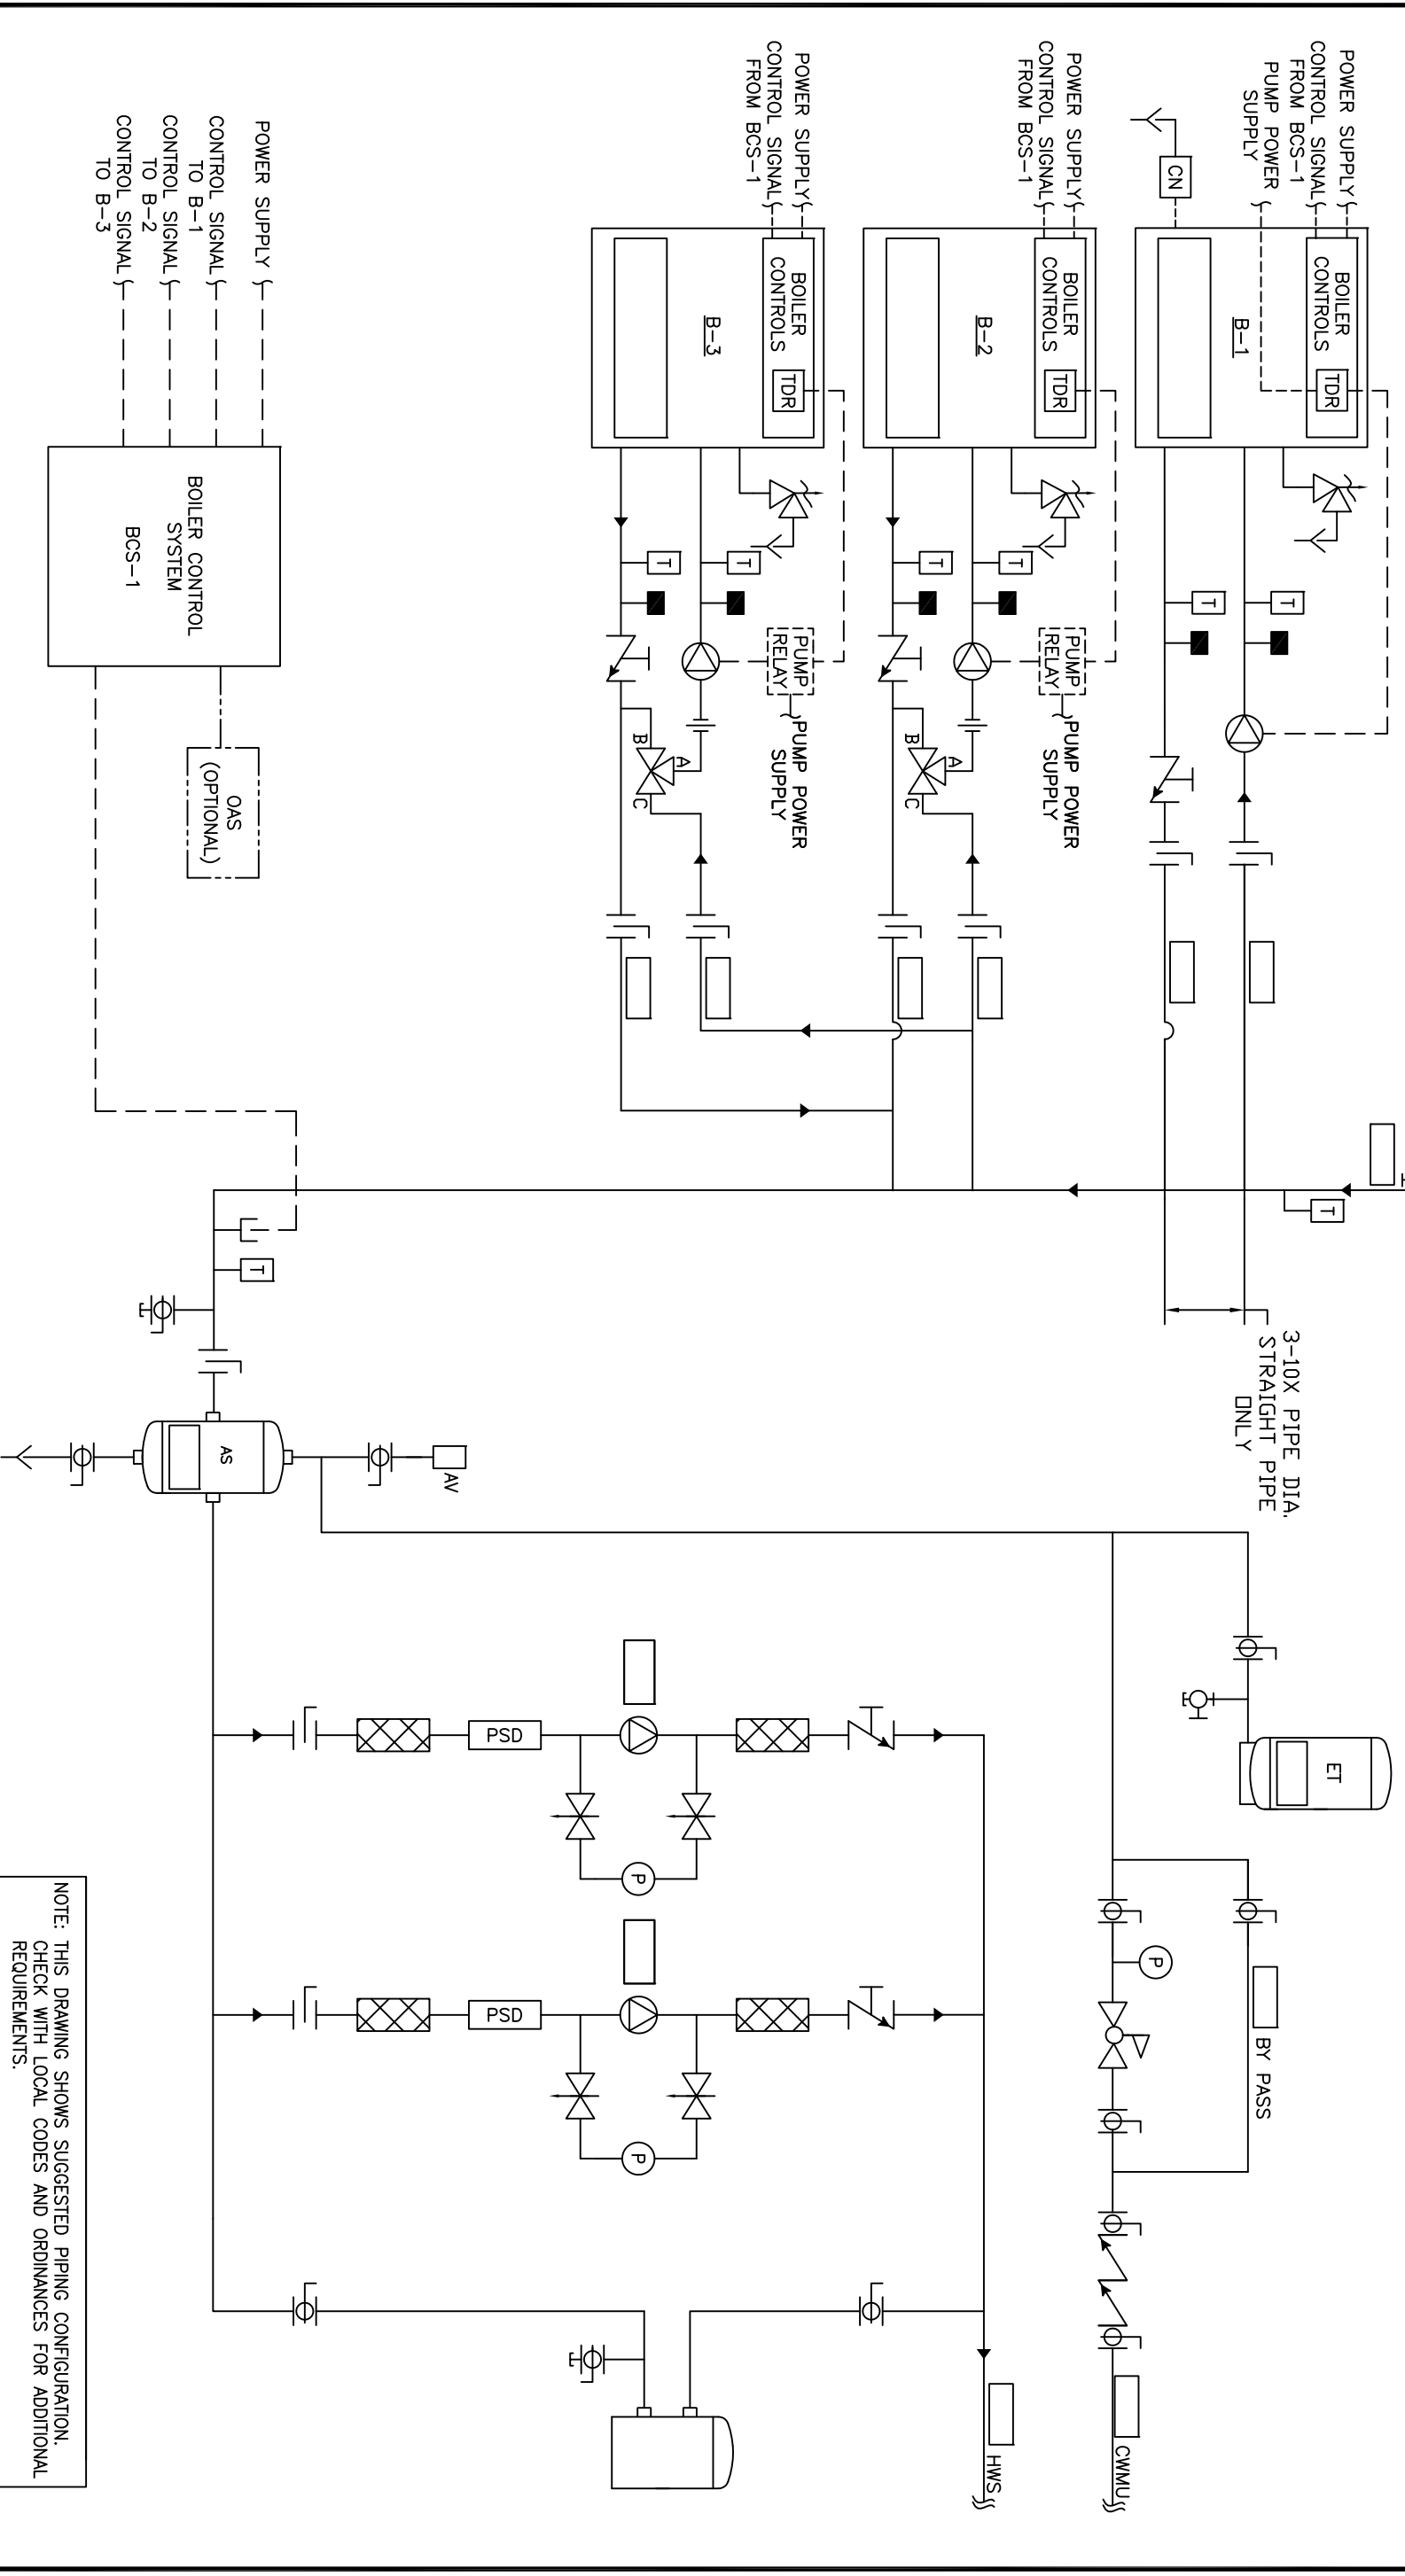 POWER SUPPLY
CONTROL SIGNAL
FROM BCS-1
PUMP POWER
SUPPLY
CN
BOILER
CONTROLS
TDR
B-1
T
T
3-10X PIPE DIA.
STRAIGHT PIPE
ONLY
T
POWER SUPPLY
CONTROL SIGNAL
FROM BCS-1
BOILER
CONTROLS
TDR
B-2
T
T
PUMP
RELAY
PUMP POWER
SUPPLY
A
B
C
POWER SUPPLY
CONTROL SIGNAL
FROM BCS-1
BOILER
CONTROLS
TDR
B-3
T
T
PUMP
RELAY
PUMP POWER
SUPPLY
A
B
C
POWER SUPPLY
CONTROL SIGNAL
TO B-1
CONTROL SIGNAL
TO B-2
CONTROL SIGNAL
TO B-3
BOILER CONTROL
SYSTEM
BCS-1
OAS
(OPTIONAL)
T
AS
AV
ET
P
BY PASS
CWMU
HWS
PSD
P
PSD
P
NOTE: THIS DRAWING SHOWS SUGGESTED PIPING CONFIGURATION.
CHECK WITH LOCAL CODES AND ORDINANCES FOR ADDITIONAL
REQUIREMENTS.